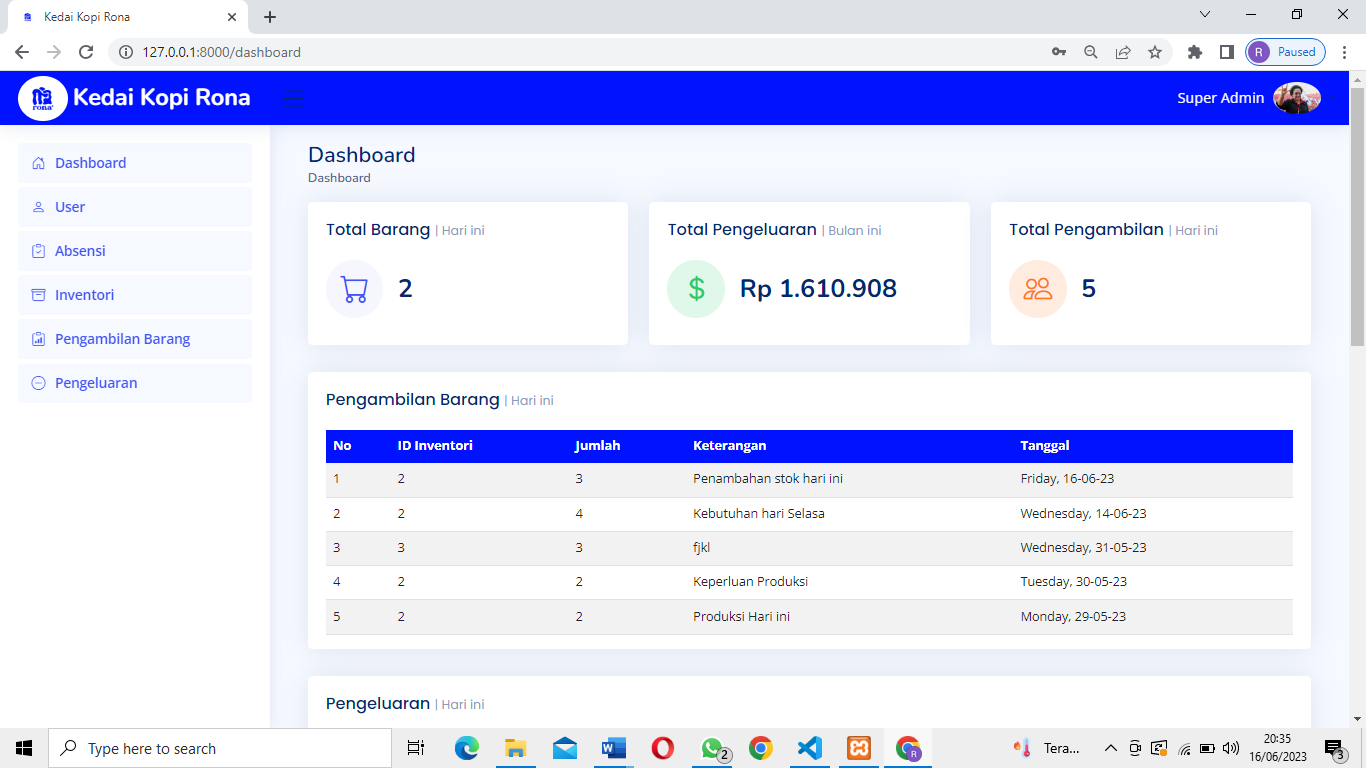 Kedai Kopi Rona
127.0.0.1:8000/dashboard
R Paused
rona
Kedai Kopi Rona
Super Admin
Dashboard
User
Absensi
Inventori
Pengambilan Barang
Pengeluaran
Dashboard
Dashboard
Total Barang | Hari ini
2
Total Pengeluaran | Bulan ini
$ Rp 1.610.908
Total Pengambilan | Hari ini
5
Pengambilan Barang | Hari ini
No ID Inventori Jumlah Keterangan Tanggal
1 2 3 Penambahan stok hari ini Friday, 16-06-23
2 2 4 Kebutuhan hari Selasa Wednesday, 14-06-23
3 3 3 fjkl Wednesday, 31-05-23
4 2 2 Keperluan Produksi Tuesday, 30-05-23
5 2 2 Produksi Hari ini Monday, 29-05-23
Pengeluaran | Hari ini
Type here to search
W
2
R
Tera...
20:35
16/06/2023
3